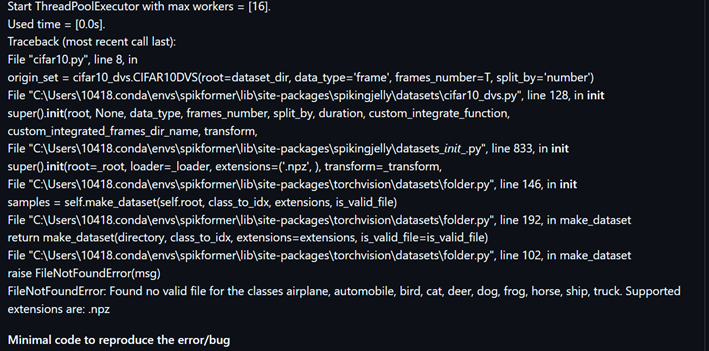 Start ThreadPoolExecutor with max workers = [16].
Used time = [0.0s].
Traceback (most recent call last):
File "cifar10.py", line 8, in
origin_set = cifar10_dvs.CIFAR10DVS(root=dataset_dir, data_type='frame', frames_number=T, split_by='number')
File "C:\Users\10418.conda\envs\spikformer\lib\site-packages\spikingjelly\datasets\cifar10_dvs.py", line 128, in init
super().init(root, None, data_type, frames_number, split_by, duration, custom_integrate_function,
custom_integrated_frames_dir_name, transform,
File "C:\Users\10418.conda\envs\spikformer\lib\site-packages\spikingjelly\datasets_init_.py", line 833, in init
super().init(root=_root, loader=_loader, extensions=('.npz', ), transform=_transform,
File "C:\Users\10418.conda\envs\spikformer\lib\site-packages\torchvision\datasets\folder.py", line 146, in init
samples = self.make_dataset(self.root, class_to_idx, extensions, is_valid_file)
File "C:\Users\10418.conda\envs\spikformer\lib\site-packages\torchvision\datasets\folder.py", line 192, in make_dataset
return make_dataset(directory, class_to_idx, extensions=extensions, is_valid_file=is_valid_file)
File "C:\Users\10418.conda\envs\spikformer\lib\site-packages\torchvision\datasets\folder.py", line 102, in make_dataset
raise FileNotFoundError(msg)
FileNotFoundError: Found no valid file for the classes airplane, automobile, bird, cat, deer, dog, frog, horse, ship, truck. Supported
extensions are: .npz
Minimal code to reproduce the error/bug